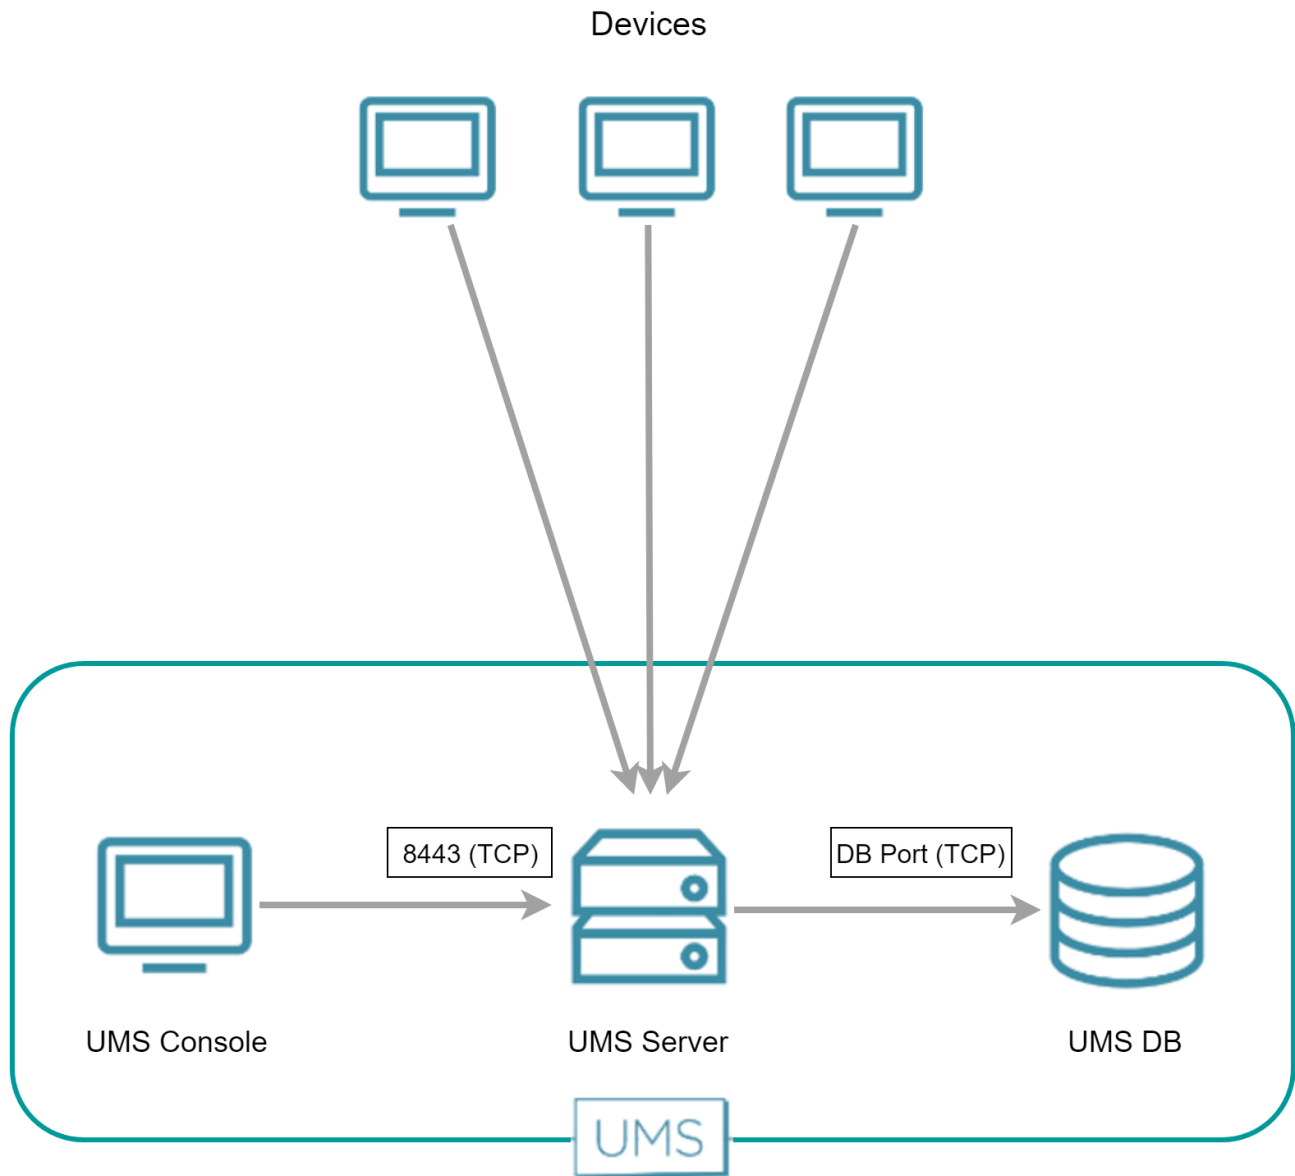 Devices
8443 (TCP)
DB Port (TCP)
UMS Console
UMS Server
UMS DB
UMS